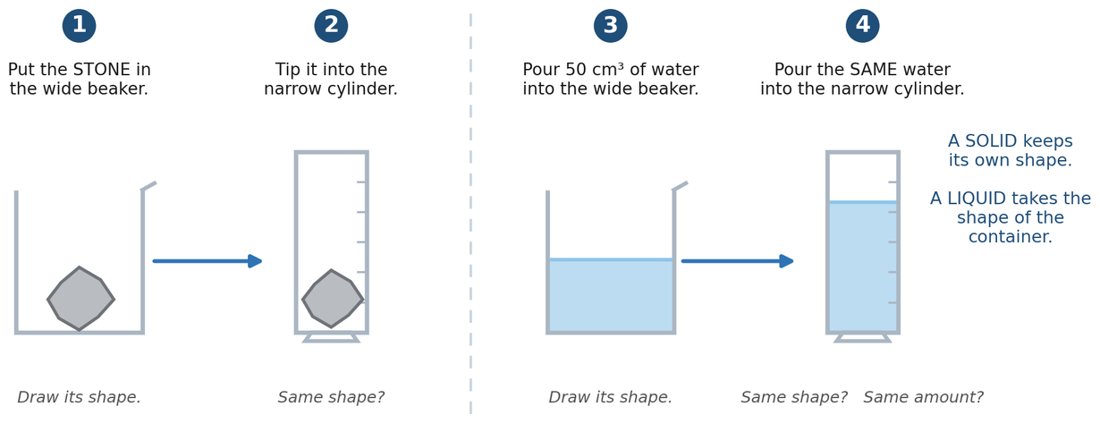 1
Put the STONE in
the wide beaker.
Draw its shape.
2
Tip it into the
narrow cylinder.
Same shape?
3
Pour 50 cm³ of water
into the wide beaker.
Draw its shape.
4
Pour the SAME water
into the narrow cylinder.
Same shape? Same amount?
A SOLID keeps
its own shape.
A LIQUID takes the
shape of the
container.